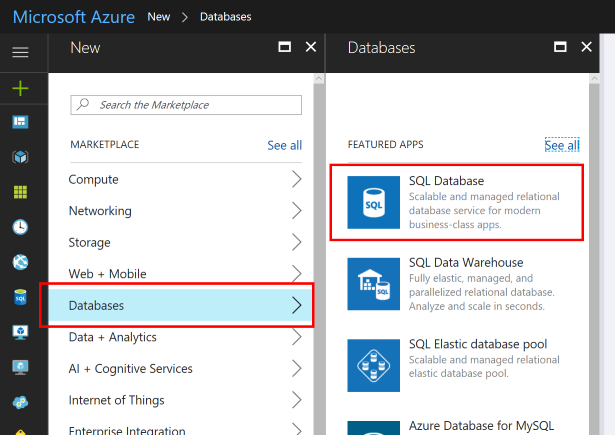 Microsoft Azure New > Databases
New
Databases
Search the Marketplace
MARKETPLACE See all
Compute
Networking
Storage
Web + Mobile
Databases
Data + Analytics
AI + Cognitive Services
Internet of Things
Enterprise Integration
FEATURED APPS See all
SQL
SQL Database
Scalable and managed relational
database service for modern
business-class apps.
SQL Data Warehouse
Fully elastic, managed, and
parallelized relational database.
Analyze and scale in seconds.
SQL Elastic database pool
Scalable and managed relational
elastic database pool.
Azure Database for MySQL
SQL